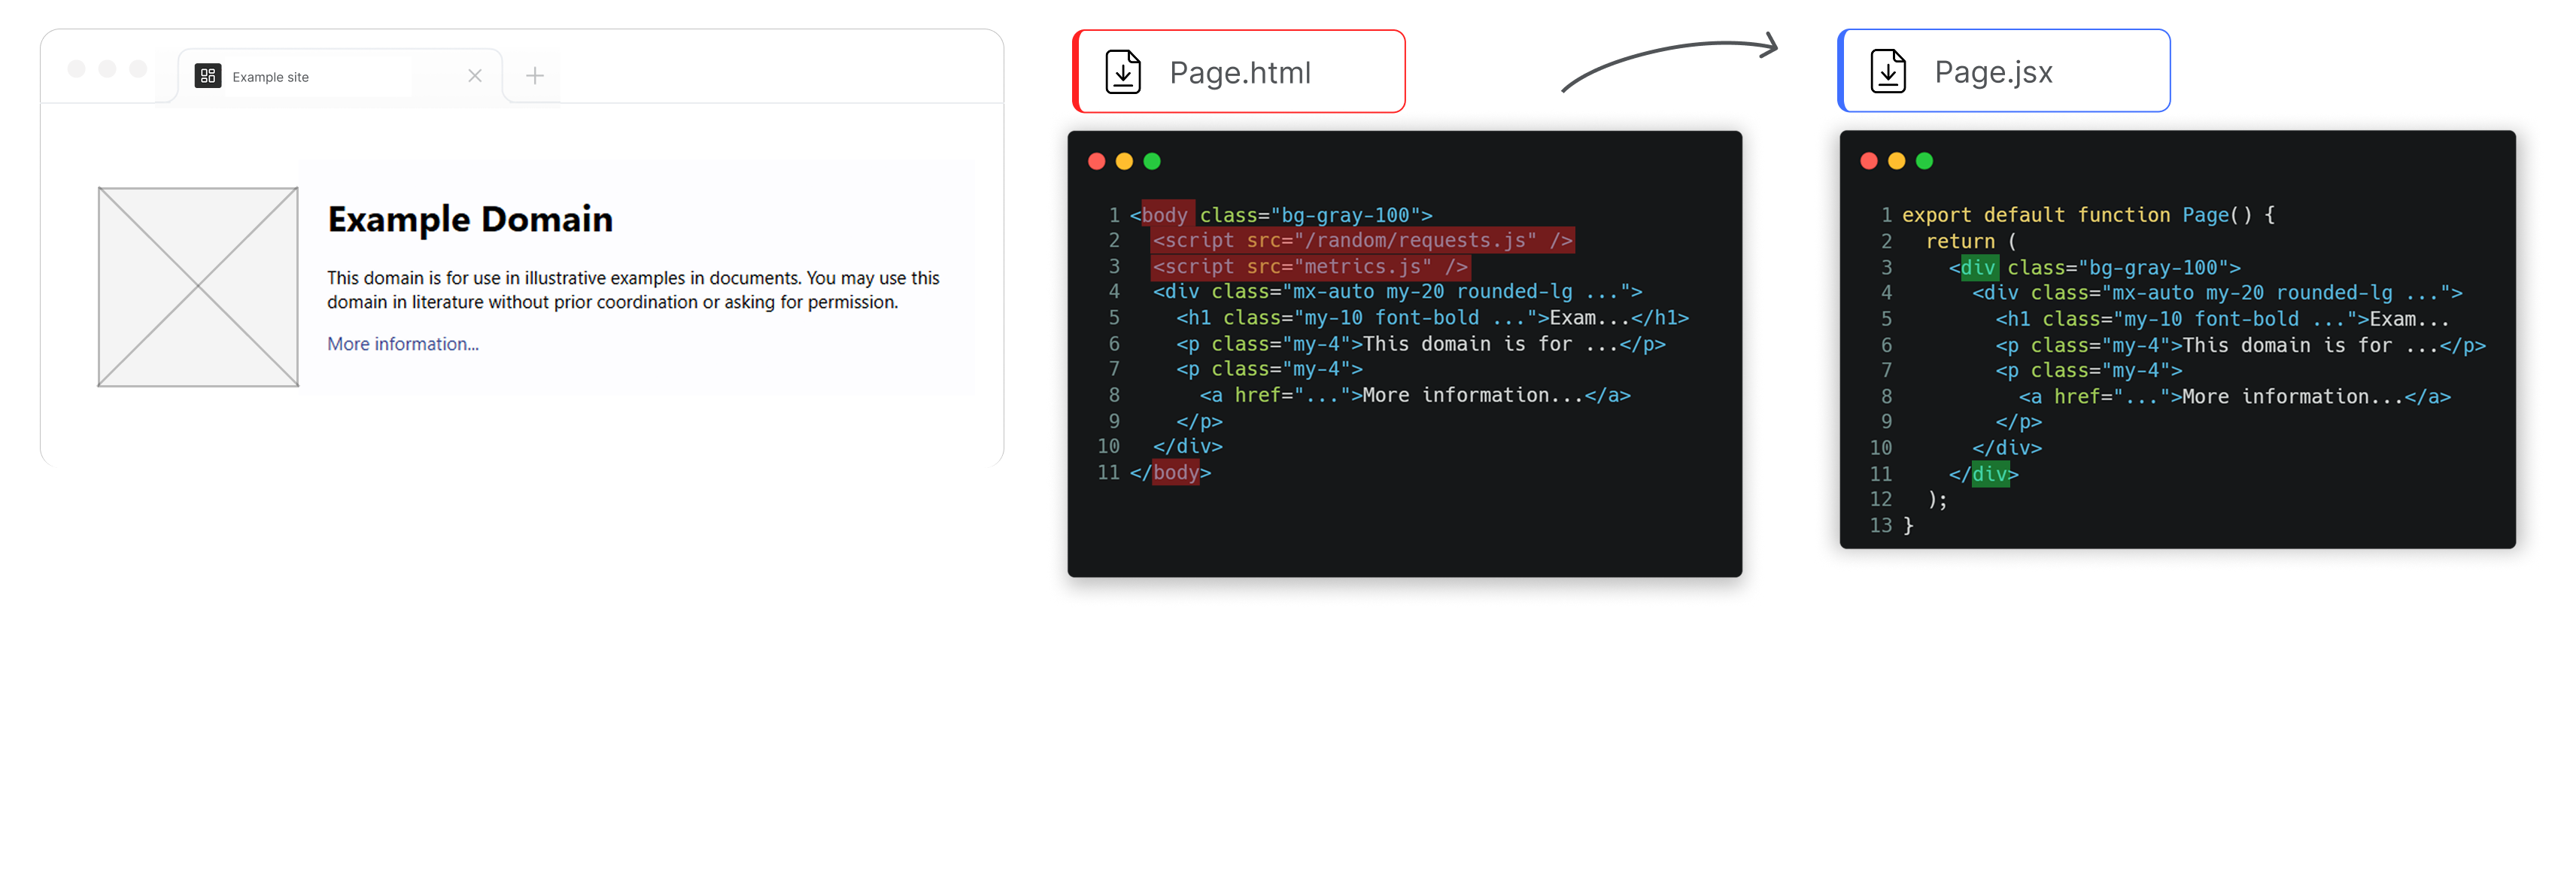 Example site
Example Domain
This domain is for use in illustrative examples in documents. You may use this
domain in literature without prior coordination or asking for permission.
More information...
Page.html
1 <body class="bg-gray-100">
2 <script src="/random/requests.js" />
3 <script src="metrics.js" />
4 <div class="mx-auto my-20 rounded-lg ...">
5 <h1 class="my-10 font-bold ...">Exam...</h1>
6 <p class="my-4">This domain is for ...</p>
7 <p class="my-4">
8 <a href="...">More information...</a>
9 </p>
10 </div>
11 </body>
Page.jsx
1 export default function Page() {
2 return (
3 <div class="bg-gray-100">
4 <div class="mx-auto my-20 rounded-lg ...">
5 <h1 class="my-10 font-bold ...">Exam...
6 <p class="my-4">This domain is for ...</p>
7 <p class="my-4">
8 <a href="...">More information...</a>
9 </p>
10 </div>
11 </div>
12 );
13 }